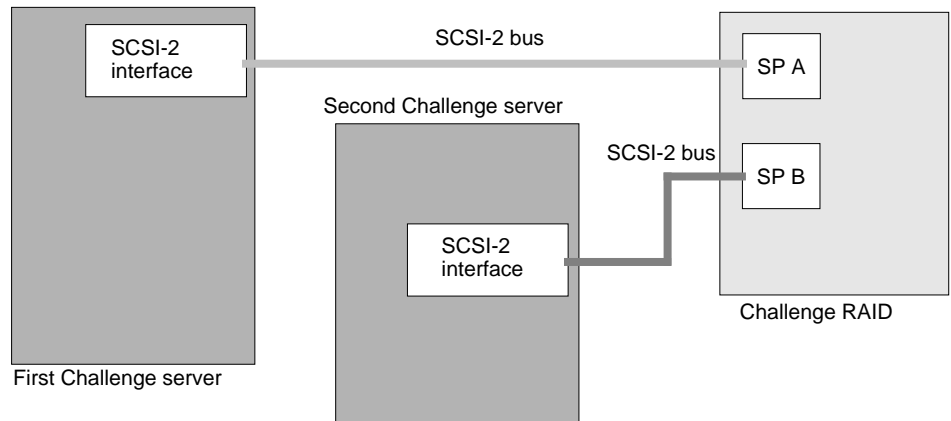 SCSI-2
interface
SCSI-2 bus
SP A
Second Challenge server
SCSI-2 bus
SP B
SCSI-2
interface
Challenge RAID
First Challenge server